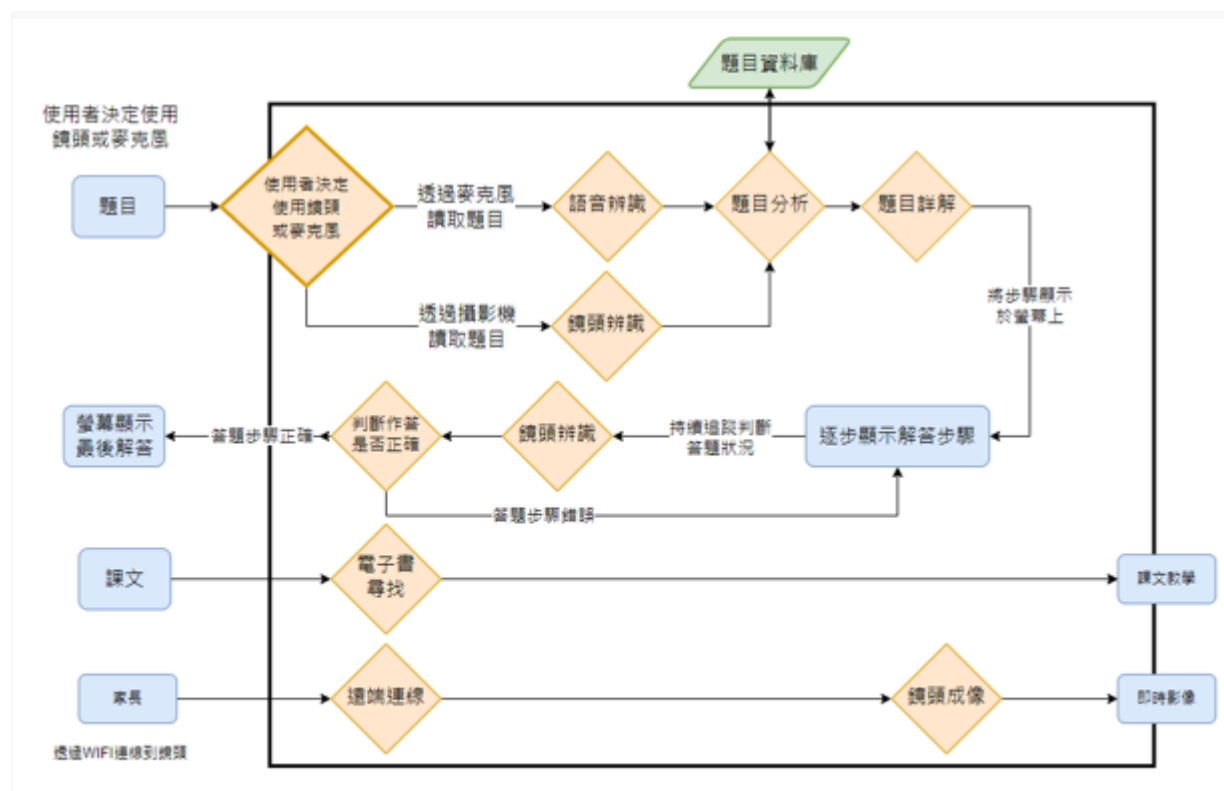 題目資料庫
使用者決定使用
鏡頭或麥克風
題目
使用者決定
使用鏡頭
或麥克風
透過麥克風
讀取題目
語音辨識
題目分析
題目詳解
透過攝影機
讀取題目
鏡頭辨識
將步驟顯示
於螢幕上
螢幕顯示
最後解答
答題步驟正確
判斷作答
是否正確
鏡頭辨識
持續追蹤判斷
答題狀況
逐步顯示解答步驟
答題步驟錯誤
課文
電子書
尋找
課文教學
家長
遠端連線
鏡頭成像
即時影像
透過WIFI連線到鏡頭